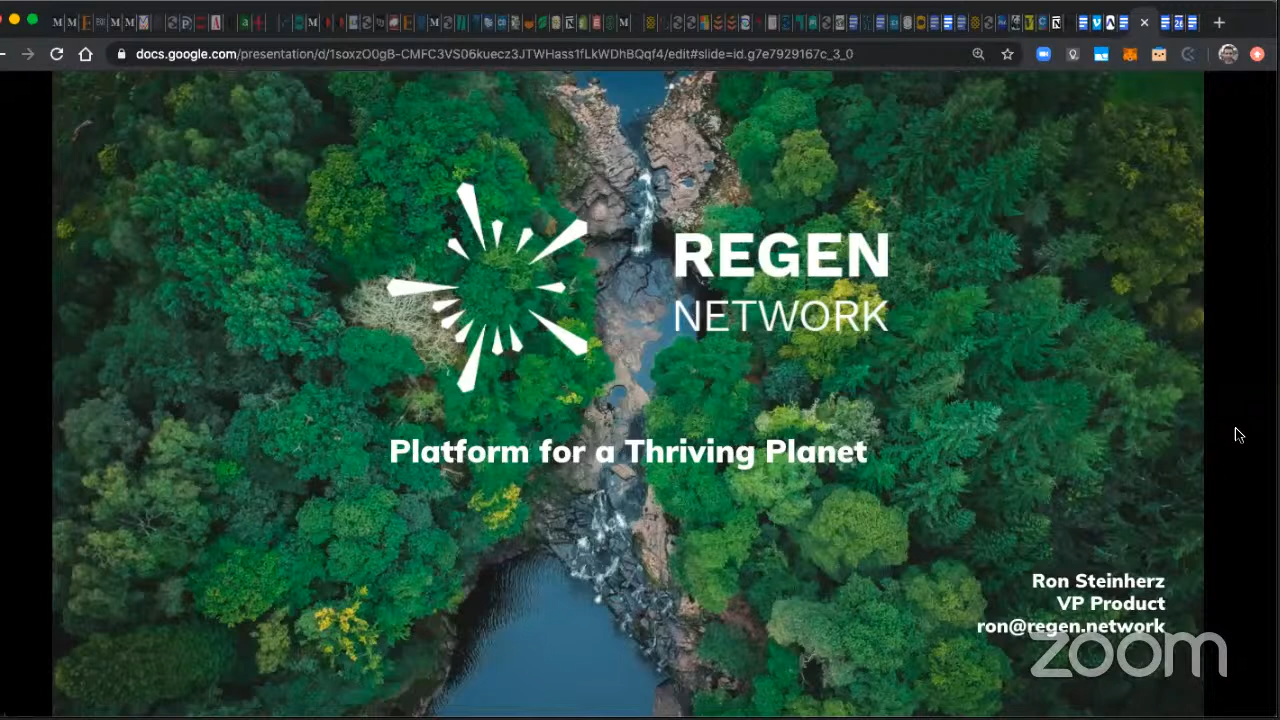 docs.google.com/presentation/d/1soxzO0gB-CMFC3VS06kuecz3JTWHass1fLkWDhBQqf4/edit#slide=id.g7e7929167c_3_0
REGEN
NETWORK
Platform for a Thriving Planet
Ron Steinherz
VP Product
ron@regen.network
zoom